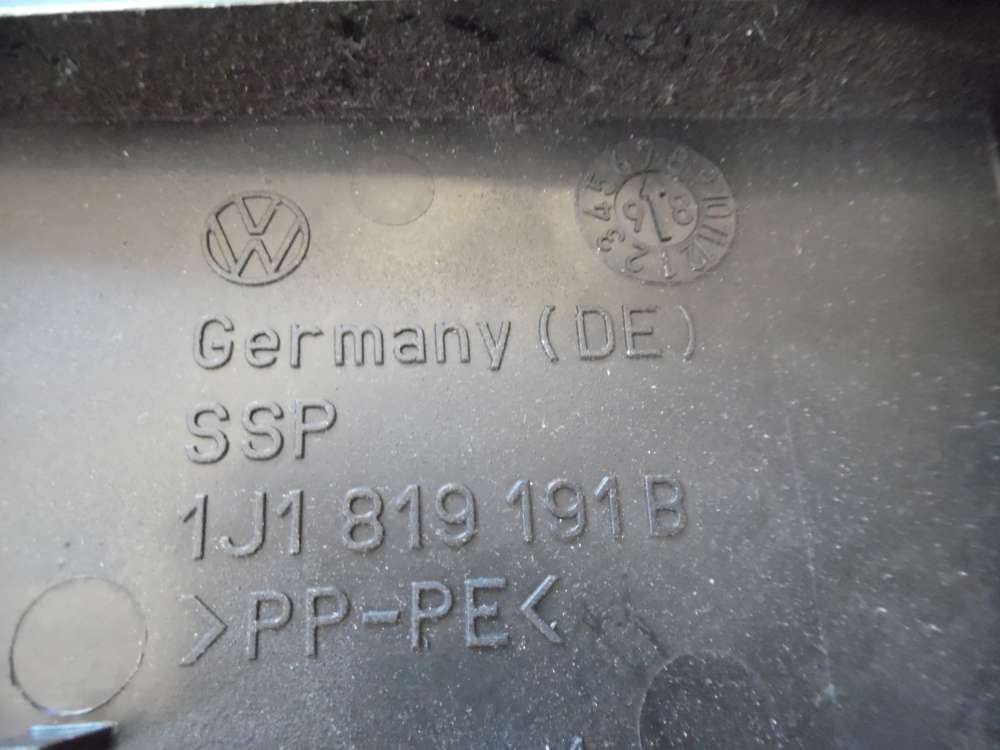 Germany (DE)
SSP
1J1 819 191 B
>PP-PE<